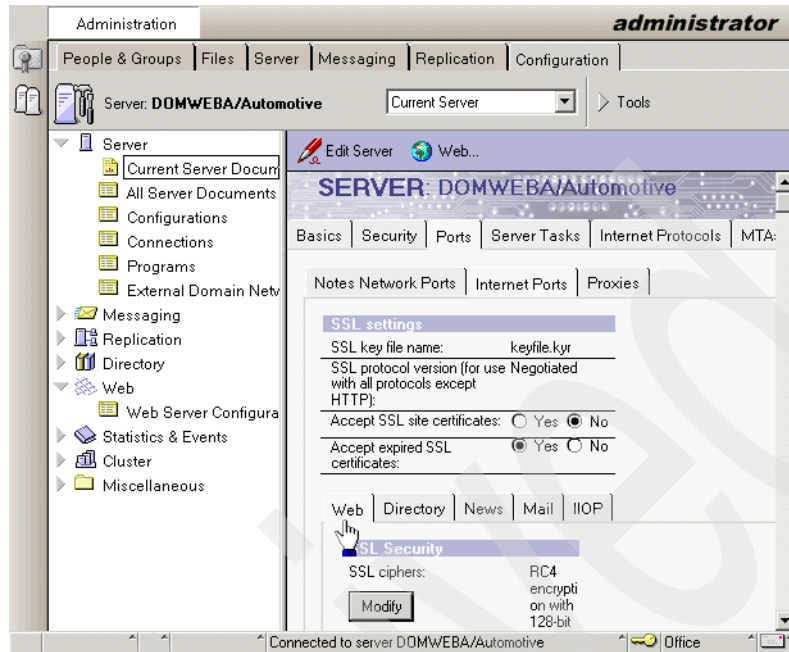 Administration
administrator
People & Groups Files Server Messaging Replication Configuration
Server: DOMWEBA/Automotive Current Server Tools
Server
Current Server Docum
All Server Documents
Configurations
Connections
Programs
External Domain Netw
Messaging
Replication
Directory
Web
Web Server Configura
Statistics & Events
Cluster
Miscellaneous
Edit Server Web...
SERVER: DOMWEBA/Automotive
Basics Security Ports Server Tasks Internet Protocols MTA
Notes Network Ports Internet Ports Proxies
SSL settings
SSL key file name: keyfile.kyr
SSL protocol version (for use Negotiated
with all protocols except
HTTP):
Accept SSL site certificates: Yes No
Accept expired SSL Yes No
certificates:
Web Directory News Mail IIOP
SL Security
SSL ciphers: RC4
encrypti
Modify on with
128-bit
Connected to server DOMWEBA/Automotive Office